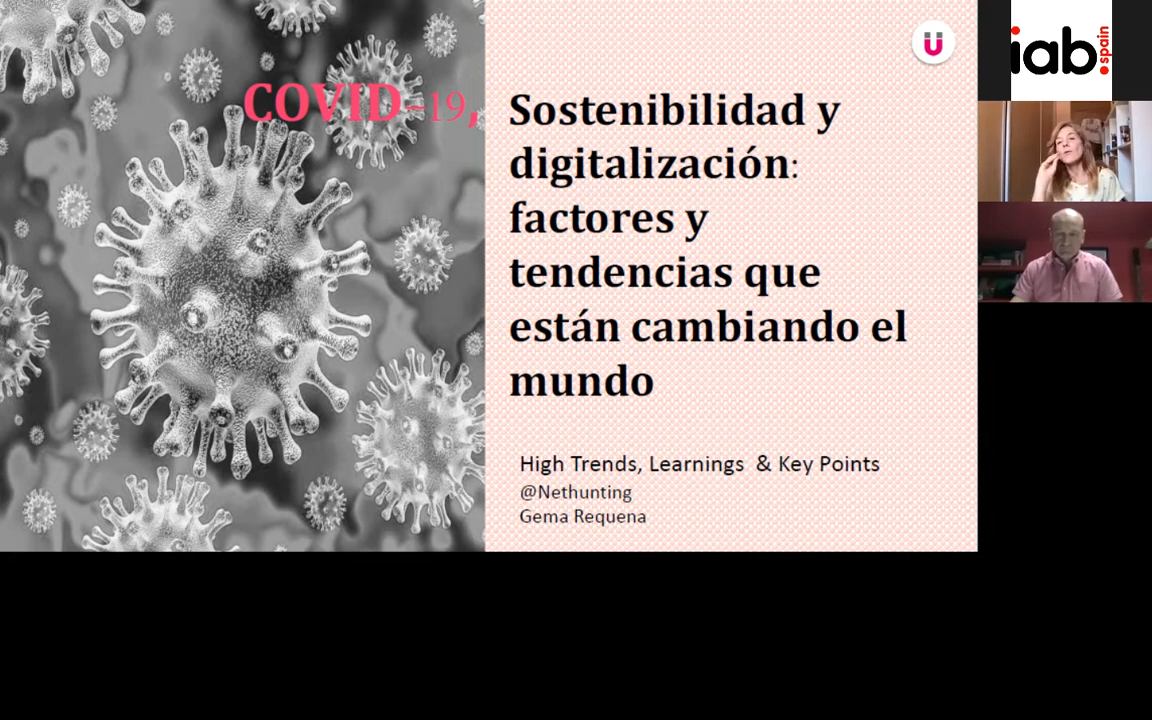 COVID-19,
Sostenibilidad y
digitalización:
factores y
tendencias que
están cambiando el
mundo
High Trends, Learnings & Key Points
@Nethunting
Gema Requena
iab.
spain